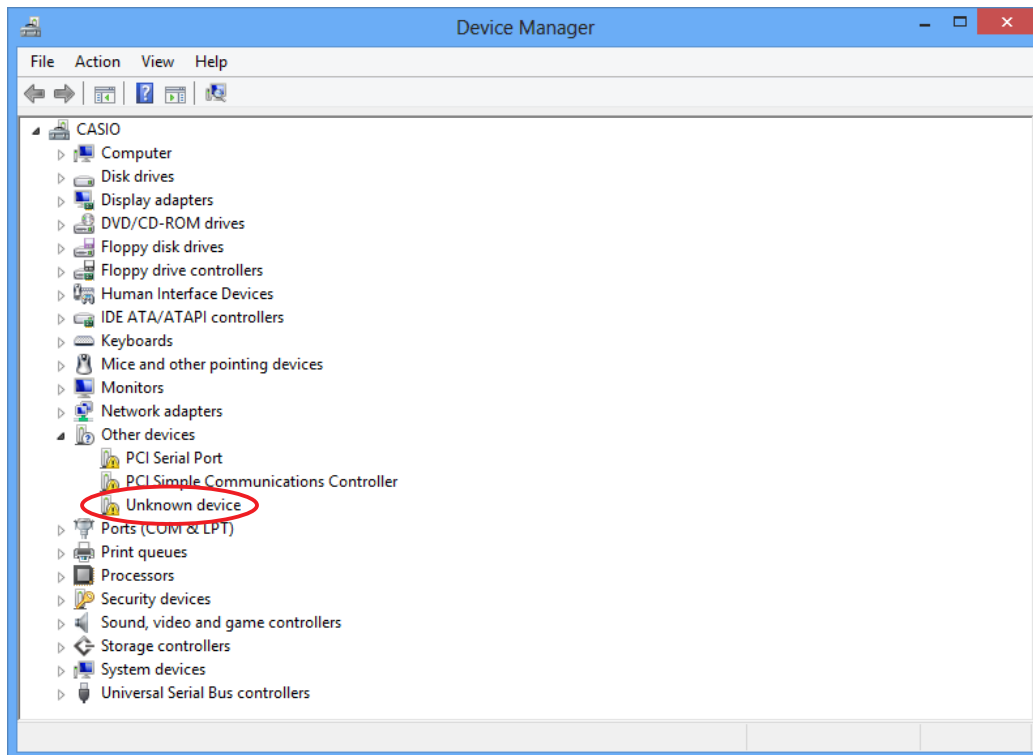 Device Manager
File Action View Help
CASIO
Computer
Disk drives
Display adapters
DVD/CD-ROM drives
Floppy disk drives
Floppy drive controllers
Human Interface Devices
IDE ATA/ATAPI controllers
Keyboards
Mice and other pointing devices
Monitors
Network adapters
Other devices
PCI Serial Port
PCI Simple Communications Controller
Unknown device
Ports (COM & LPT)
Print queues
Processors
Security devices
Sound, video and game controllers
Storage controllers
System devices
Universal Serial Bus controllers